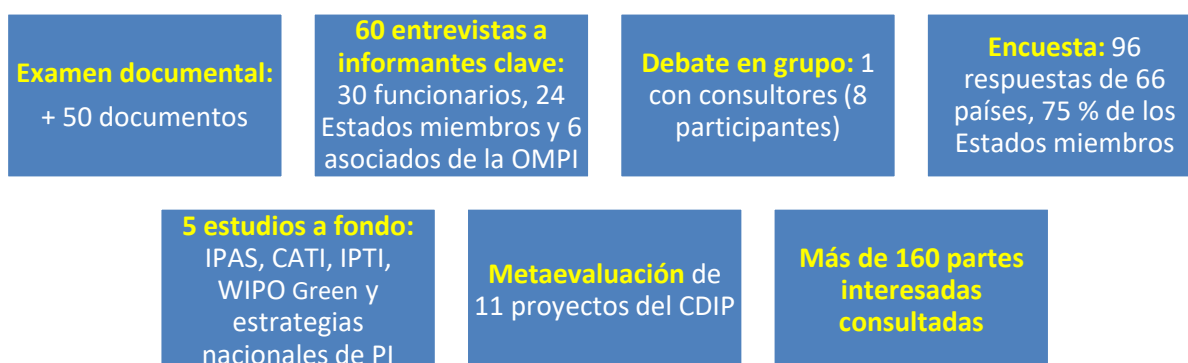 Examen documental:
+ 50 documentos
60 entrevistas a
informantes clave:
30 funcionarios, 24
Estados miembros y 6
asociados de la OMPI
Debate en grupo: 1
con consultores (8
participantes)
Encuesta: 96
respuestas de 66
países, 75 % de los
Estados miembros
5 estudios a fondo:
IPAS, CATI, IPTI,
WIPO Green y
estrategias
nacionales de PI
Metaevaluación de
11 proyectos del CDIP
Más de 160 partes
interesadas
consultadas